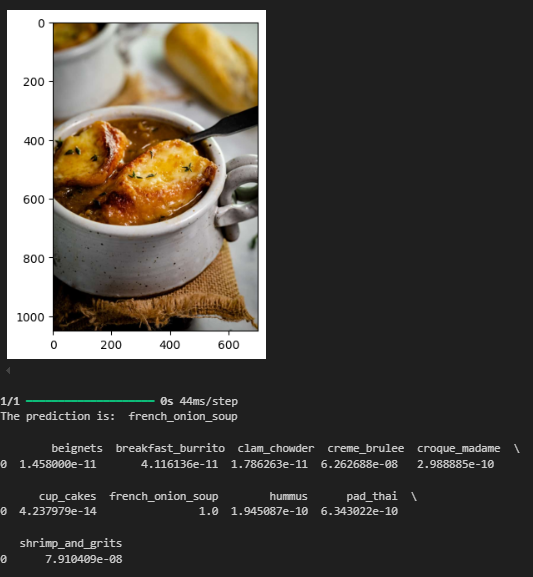 0
200
400
600
800
1000
0 200 400 600
1/1 ━━━━━━━━━━━━━━━━━━━━ 0s 44ms/step
The prediction is:  french_onion_soup
beignets  breakfast_burrito  clam_chowder  creme_brulee  croque_madame  \
0  1.458000e-11  4.116136e-11  1.786263e-11  6.262688e-08  2.988885e-10
cup_cakes  french_onion_soup  hummus  pad_thai  \
0  4.237979e-14  1.0  1.945087e-10  6.343022e-10
shrimp_and_grits
0  7.910409e-08